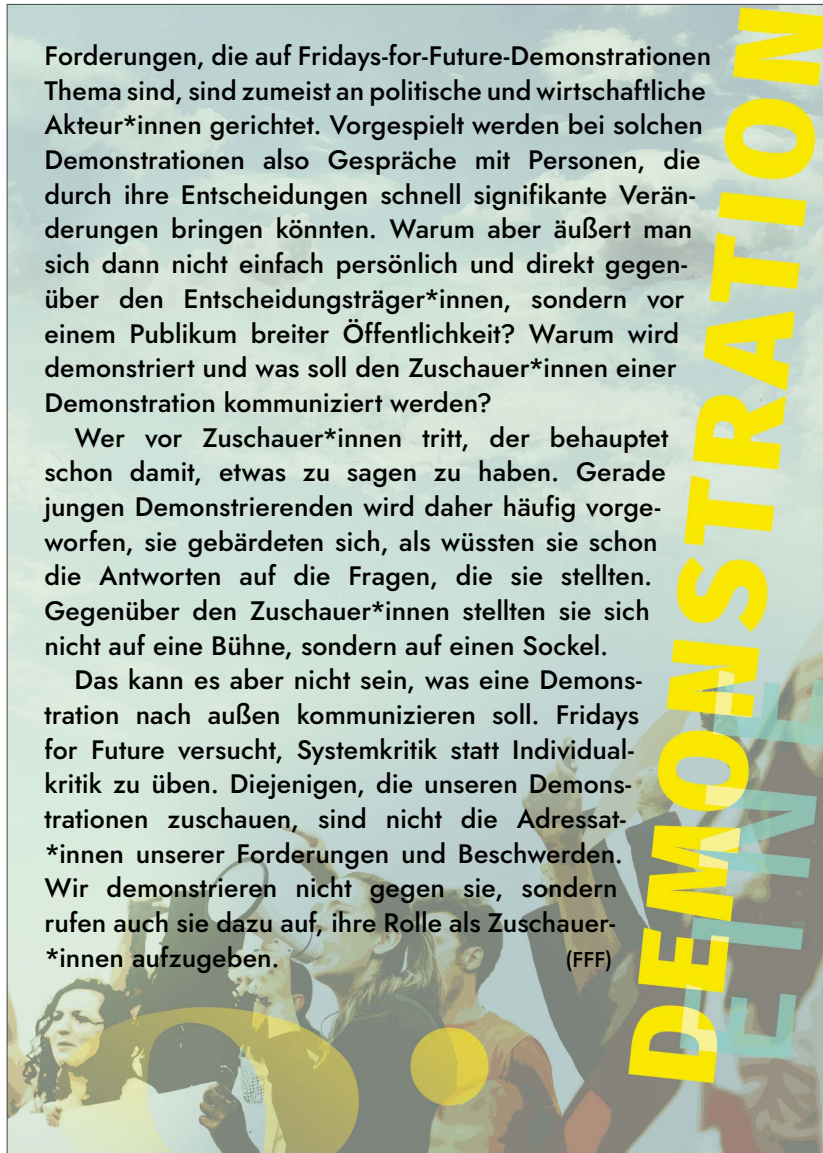 Forderungen, die auf Fridays-for-Future-Demonstrationen
Thema sind, sind zumeist an politische und wirtschaftliche
Akteur*innen gerichtet. Vorgespielt werden bei solchen
Demonstrationen also Gespräche mit Personen, die
durch ihre Entscheidungen schnell signifikante Verän-
derungen bringen könnten. Warum aber äußert man
sich dann nicht einfach persönlich und direkt gegen-
über den Entscheidungsträger*innen, sondern vor
einem Publikum breiter Öffentlichkeit? Warum wird
demonstriert und was soll den Zuschauer*innen einer
Demonstration kommuniziert werden?
Wer vor Zuschauer*innen tritt, der behauptet
schon damit, etwas zu sagen zu haben. Gerade
jungen Demonstrierenden wird daher häufig vorge-
worfen, sie gebärdeten sich, als wüssten sie schon
die Antworten auf die Fragen, die sie stellten.
Gegenüber den Zuschauer*innen stellten sie sich
nicht auf eine Bühne, sondern auf einen Sockel.
Das kann es aber nicht sein, was eine Demons-
tration nach außen kommunizieren soll. Fridays
for Future versucht, Systemkritik statt Individual-
kritik zu üben. Diejenigen, die unseren Demons-
trationen zuschauen, sind nicht die Adressat-
*innen unserer Forderungen und Beschwerden.
Wir demonstrieren nicht gegen sie, sondern
rufen auch sie dazu auf, ihre Rolle als Zuschauer-
*innen aufzugeben. (FFF)
EINE
DEMONSTRATION